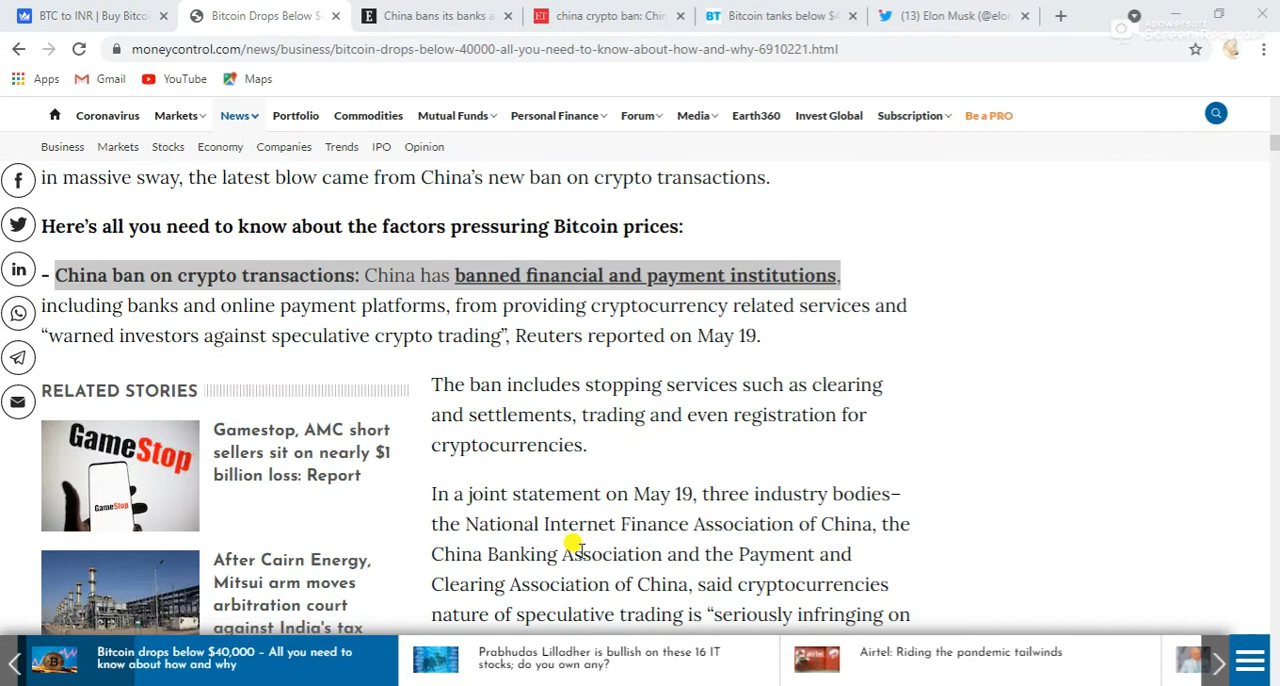 BTC to INR | Buy Bitcoi
Bitcoin Drops Below $
China bans its banks a
china crypto ban: Chin
Bitcoin tanks below $4
(13) Elon Musk (@elon
Apowersoft
Screen Recorder
moneycontrol.com/news/business/bitcoin-drops-below-40000-all-you-need-to-know-about-how-and-why-6910221.html
Apps Gmail YouTube Maps
Coronavirus Markets News Portfolio Commodities Mutual Funds Personal Finance Forum Media Earth360 Invest Global Subscription Be a PRO
Business Markets Stocks Economy Companies Trends IPO Opinion
in massive sway, the latest blow came from China’s new ban on crypto transactions.
Here’s all you need to know about the factors pressuring Bitcoin prices:
- China ban on crypto transactions: China has banned financial and payment institutions,
including banks and online payment platforms, from providing cryptocurrency related services and
“warned investors against speculative crypto trading”, Reuters reported on May 19.
RELATED STORIES
GameStop
GameStop
Gamestop, AMC short
sellers sit on nearly $1
billion loss: Report
After Cairn Energy,
Mitsui arm moves
arbitration court
against India's tax
The ban includes stopping services such as clearing
and settlements, trading and even registration for
cryptocurrencies.
In a joint statement on May 19, three industry bodies–
the National Internet Finance Association of China, the
China Banking Association and the Payment and
Clearing Association of China, said cryptocurrencies
nature of speculative trading is “seriously infringing on
Bitcoin drops below $40,000 – All you need to
know about how and why
Prabhudas Lilladher is bullish on these 16 IT
stocks; do you own any?
airtel
Airtel: Riding the pandemic tailwinds